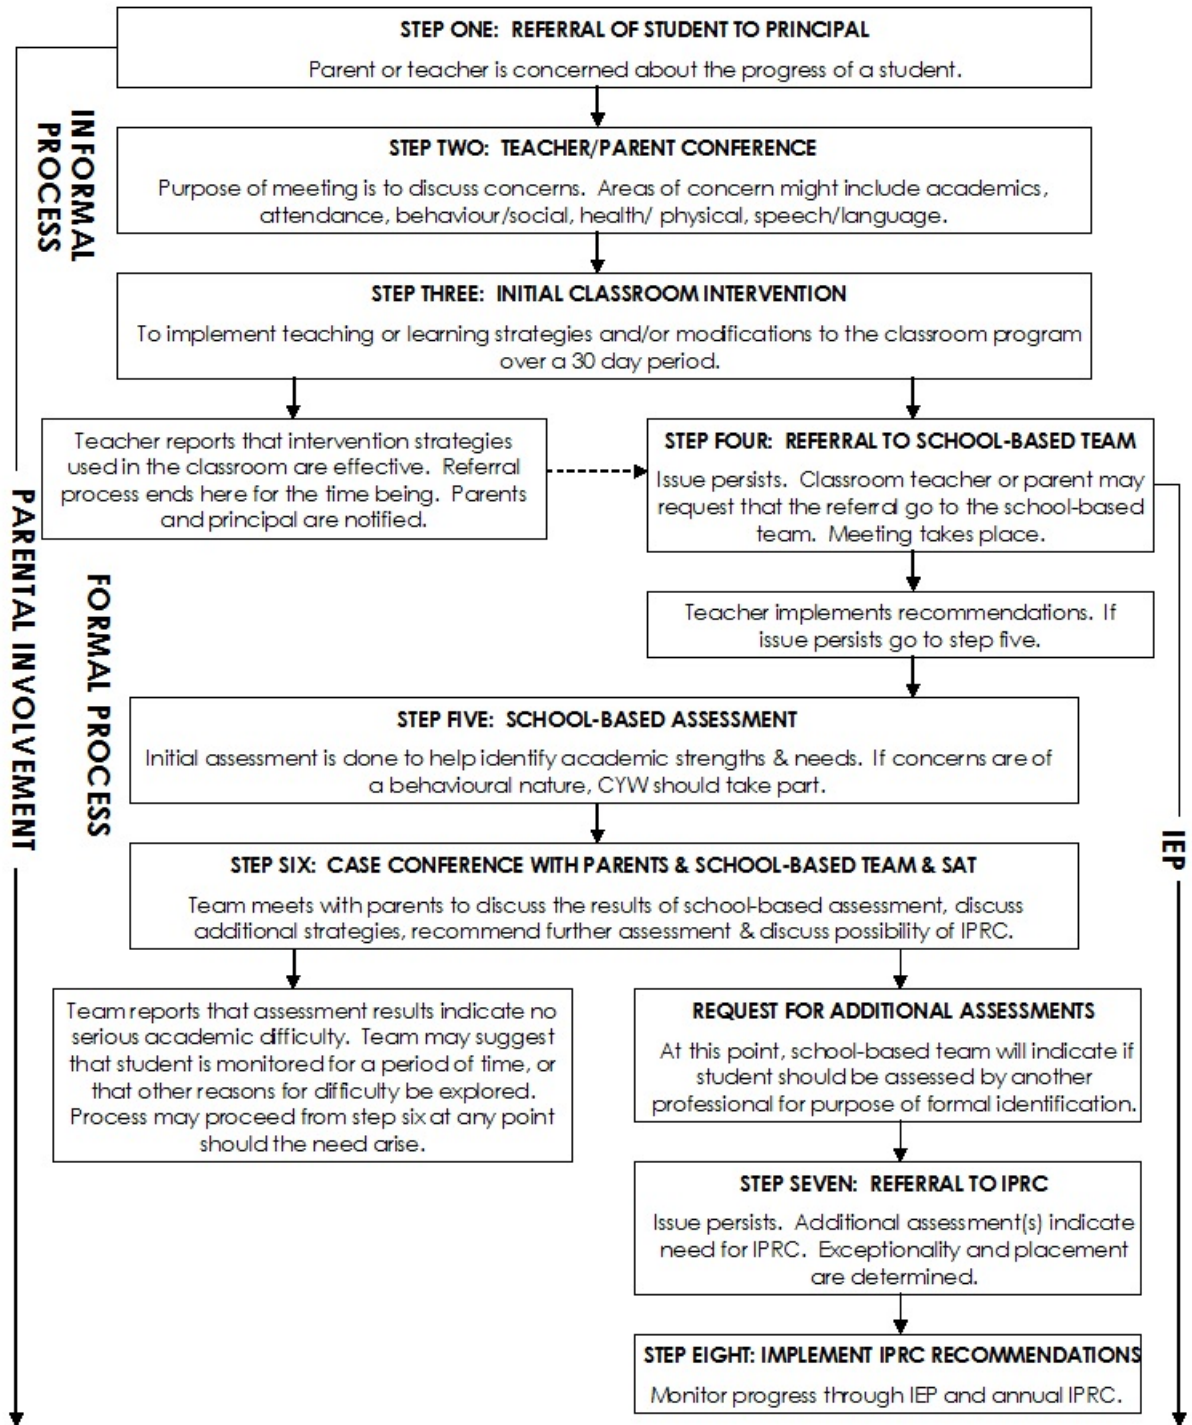 STEP ONE: REFERRAL OF STUDENT TO PRINCIPAL
Parent or teacher is concerned about the progress of a student.
INFORMAL
PROCESS
STEP TWO: TEACHER/PARENT CONFERENCE
Purpose of meeting is to discuss concerns. Areas of concern might include academics,
attendance, behaviour/social, health/ physical, speech/language.
STEP THREE: INITIAL CLASSROOM INTERVENTION
To implement teaching or learning strategies and/or modifications to the classroom program
over a 30 day period.
Teacher reports that intervention strategies
used in the classroom are effective. Referral
process ends here for the time being. Parents
and principal are notified.
STEP FOUR: REFERRAL TO SCHOOL-BASED TEAM
Issue persists. Classroom teacher or parent may
request that the referral go to the school-based
team. Meeting takes place.
PARENTAL INVOLVEMENT
FORMAL PROCESS
Teacher implements recommendations. If
issue persists go to step five.
STEP FIVE: SCHOOL-BASED ASSESSMENT
Initial assessment is done to help identify academic strengths & needs. If concerns are of
a behavioural nature, CYW should take part.
IEP
STEP SIX: CASE CONFERENCE WITH PARENTS & SCHOOL-BASED TEAM & SAT
Team meets with parents to discuss the results of school-based assessment, discuss
additional strategies, recommend further assessment & discuss possibility of IPRC.
Team reports that assessment results indicate no
serious academic difficulty. Team may suggest
that student is monitored for a period of time, or
that other reasons for difficulty be explored.
Process may proceed from step six at any point
should the need arise.
REQUEST FOR ADDITIONAL ASSESSMENTS
At this point, school-based team will indicate if
student should be assessed by another
professional for purpose of formal identification.
STEP SEVEN: REFERRAL TO IPRC
Issue persists. Additional assessment(s) indicate
need for IPRC. Exceptionality and placement
are determined.
STEP EIGHT: IMPLEMENT IPRC RECOMMENDATIONS
Monitor progress through IEP and annual IPRC.